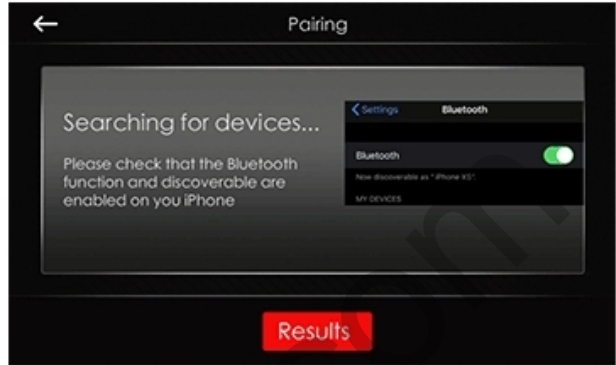 Pairing
Searching for devices...
Please check that the Bluetooth
function and discoverable are
enabled on you iPhone
Settings
Bluetooth
Bluetooth
Now discoverable as "iPhone XS".
MY DEVICES
Results